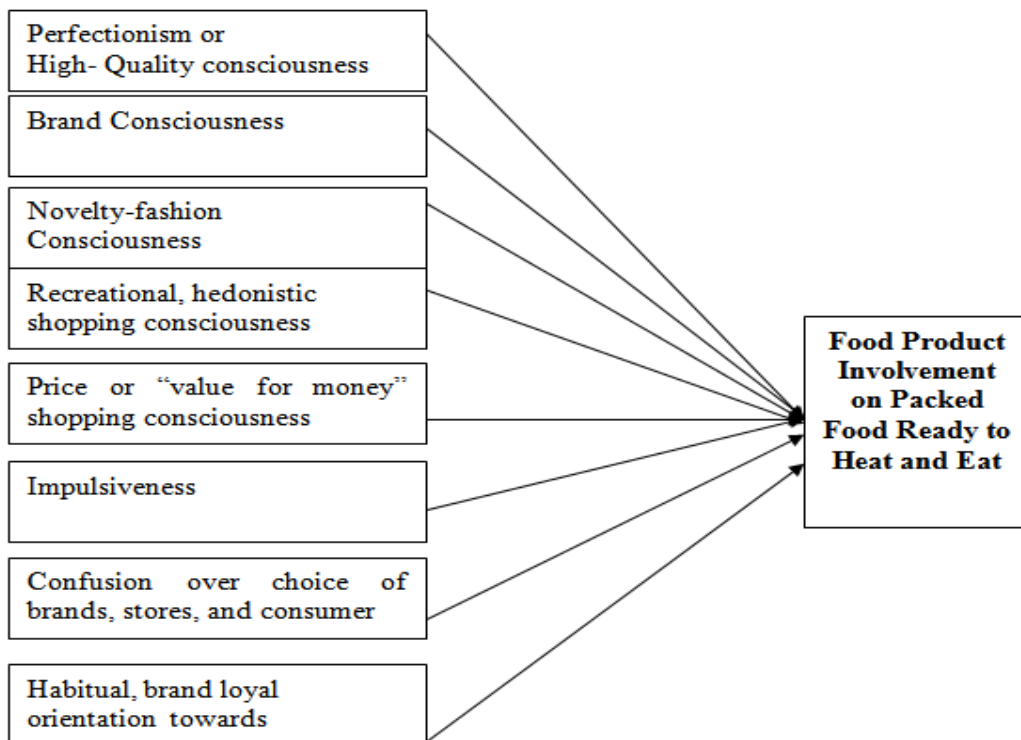 Perfectionism or
High- Quality consciousness
Brand Consciousness
Novelty-fashion
Consciousness
Recreational, hedonistic
shopping consciousness
Price or “value for money”
shopping consciousness
Impulsiveness
Confusion over choice of
brands, stores, and consumer
Habitual, brand loyal
orientation towards
Food Product
Involvement
on Packed
Food Ready to
Heat and Eat